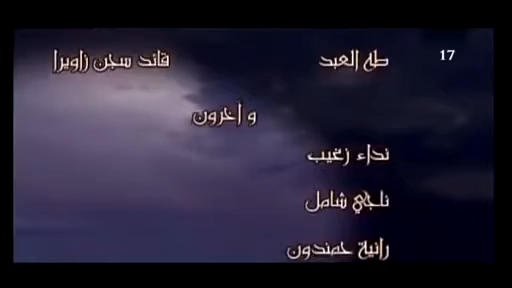 17
طه العبد قائد سجن زاويرا
و آخرون
نداء زغيب
ناجي شامل
رانية حمندون